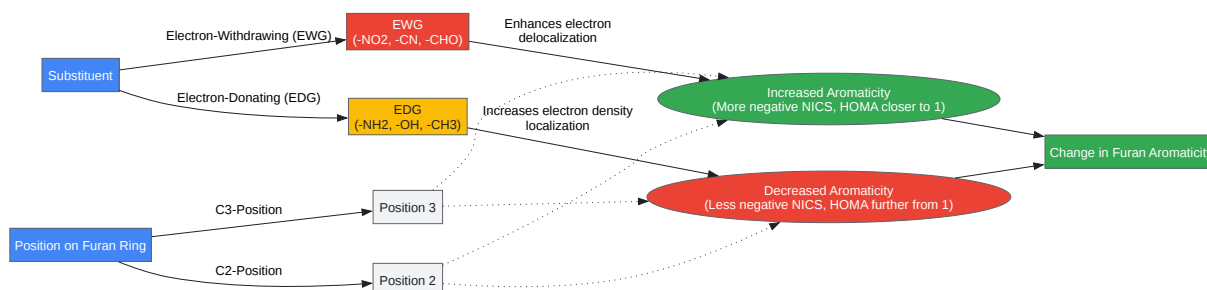 Substituent
Electron-Withdrawing (EWG)
EWG
(-NO2, -CN, -CHO)
Electron-Donating (EDG)
EDG
(-NH2, -OH, -CH3)
Enhances electron
delocalization
Increases electron density
localization
Increased Aromaticity
(More negative NICS, HOMA closer to 1)
Decreased Aromaticity
(Less negative NICS, HOMA further from 1)
Change in Furan Aromaticity
Position on Furan Ring
C3-Position
Position 3
C2-Position
Position 2